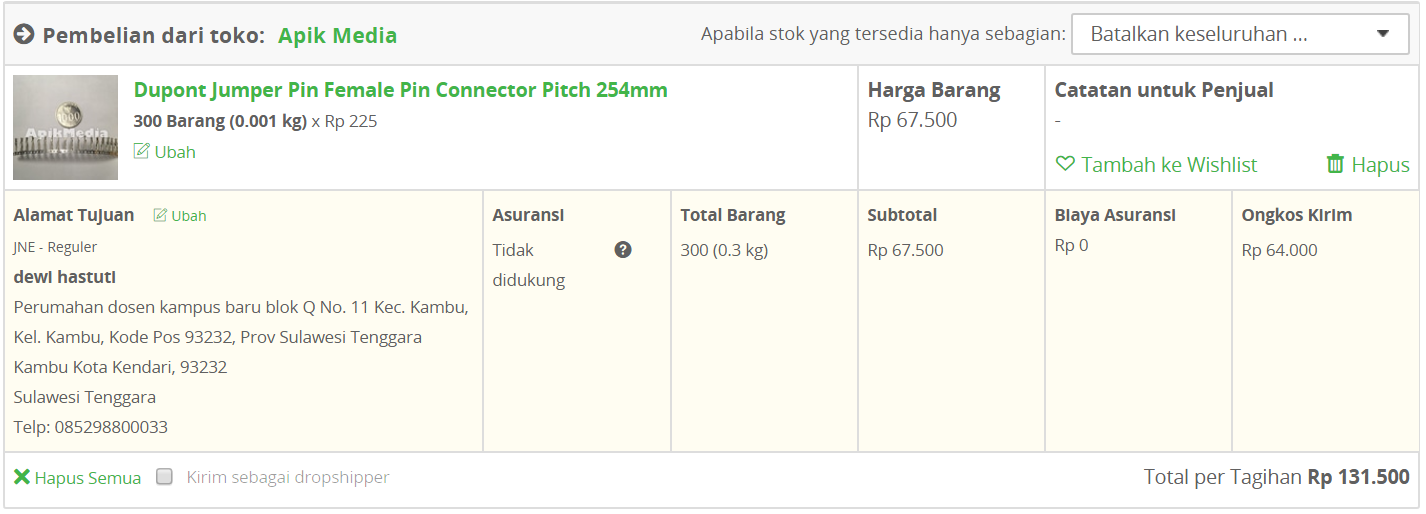 Pembelian dari toko: Apik Media
Apabila stok yang tersedia hanya sebagian: Batalkan keseluruhan ...
ApikMedia
Dupont Jumper Pin Female Pin Connector Pitch 254mm
300 Barang (0.001 kg) x Rp 225
Ubah
Harga Barang
Rp 67.500
Catatan untuk Penjual
-
Tambah ke Wishlist
Hapus
Alamat Tujuan Ubah
JNE - Reguler
dewi hastuti
Perumahan dosen kampus baru blok Q No. 11 Kec. Kambu,
Kel. Kambu, Kode Pos 93232, Prov Sulawesi Tenggara
Kambu Kota Kendari, 93232
Sulawesi Tenggara
Telp: 085298800033
Asuransi
Tidak
didukung
Total Barang
300 (0.3 kg)
Subtotal
Rp 67.500
Biaya Asuransi
Rp 0
Ongkos Kirim
Rp 64.000
Hapus Semua
Kirim sebagai dropshipper
Total per Tagihan Rp 131.500